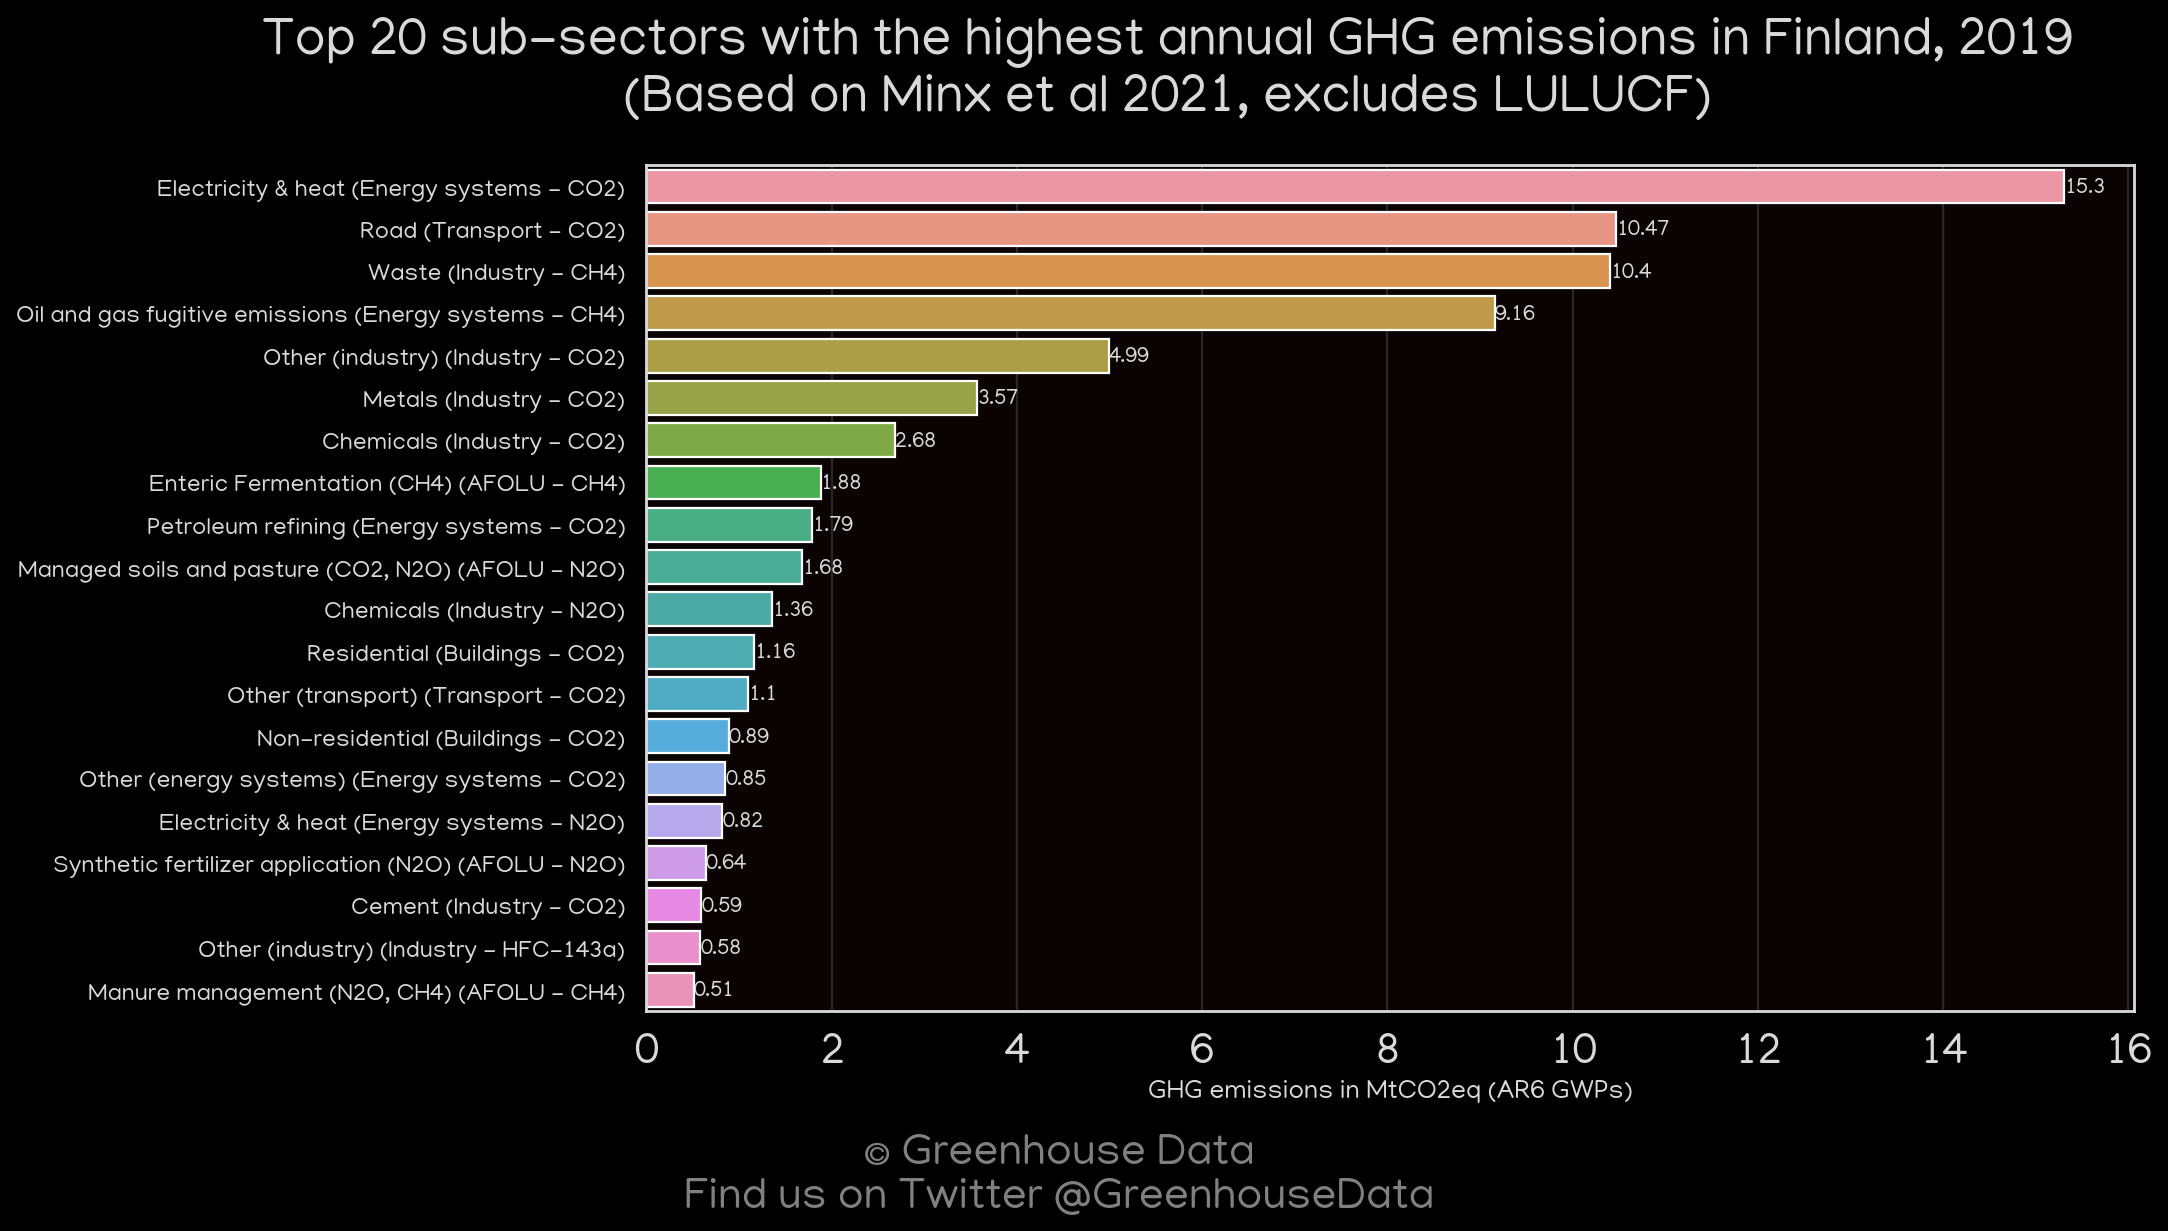 Top 20 sub-sectors with the highest annual GHG emissions in Finland, 2019
(Based on Minx et al 2021, excludes LULUCF)
Electricity & heat (Energy systems - CO2) 15.3
Road (Transport - CO2) 10.47
Waste (Industry - CH4) 10.4
Oil and gas fugitive emissions (Energy systems - CH4) 9.16
Other (industry) (Industry - CO2) 4.99
Metals (Industry - CO2) 3.57
Chemicals (Industry - CO2) 2.68
Enteric Fermentation (CH4) (AFOLU - CH4) 1.88
Petroleum refining (Energy systems - CO2) 1.79
Managed soils and pasture (CO2, N2O) (AFOLU - N2O) 1.68
Chemicals (Industry - N2O) 1.36
Residential (Buildings - CO2) 1.16
Other (transport) (Transport - CO2) 1.1
Non-residential (Buildings - CO2) 0.89
Other (energy systems) (Energy systems - CO2) 0.85
Electricity & heat (Energy systems - N2O) 0.82
Synthetic fertilizer application (N2O) (AFOLU - N2O) 0.64
Cement (Industry - CO2) 0.59
Other (industry) (Industry - HFC-143a) 0.58
Manure management (N2O, CH4) (AFOLU - CH4) 0.51
0 2 4 6 8 10 12 14 16
GHG emissions in MtCO2eq (AR6 GWPs)
© Greenhouse Data
Find us on Twitter @GreenhouseData